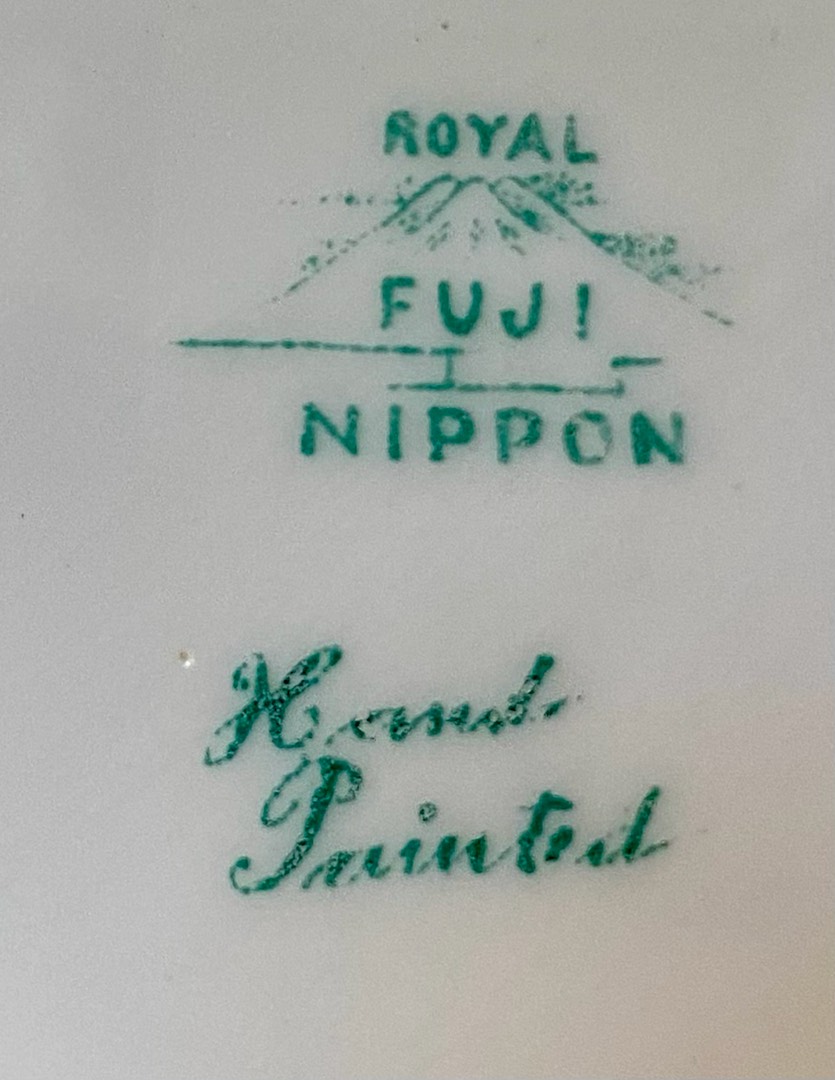 ROYAL
FUJI
NIPPON
Hand
Painted